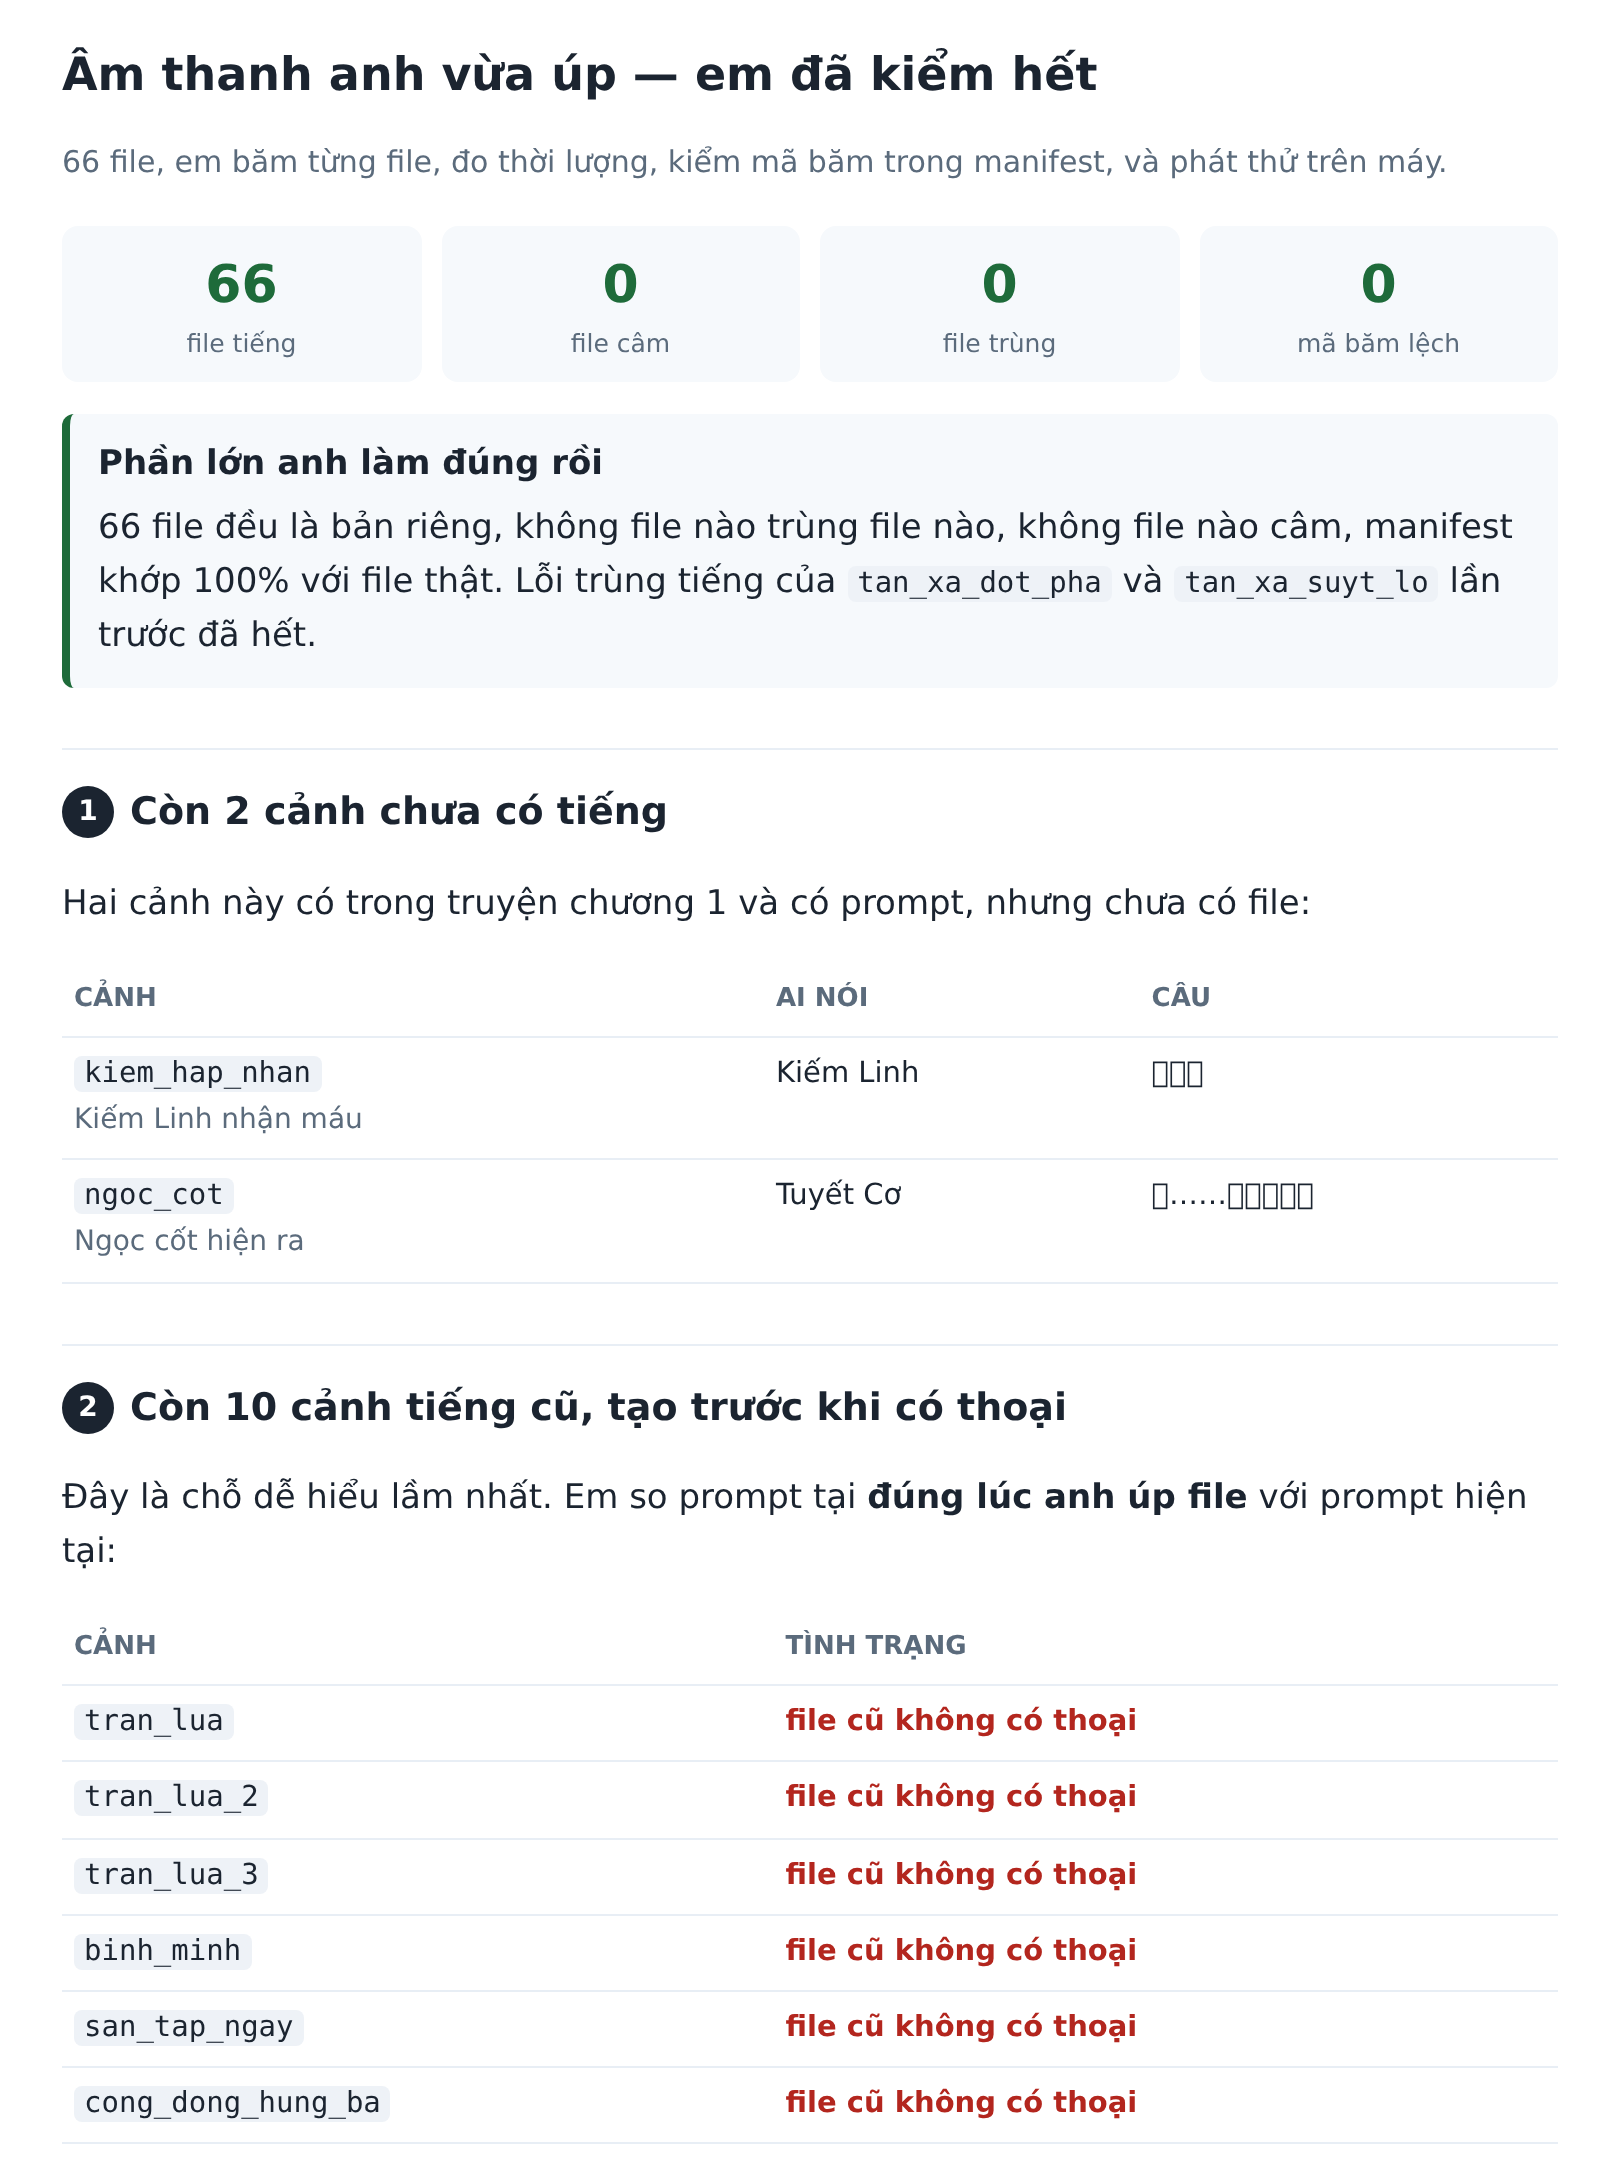 Âm thanh anh vừa úp — em đã kiểm hết
66 file, em băm từng file, đo thời lượng, kiểm mã băm trong manifest, và phát thử trên máy.
66
file tiếng
0
file câm
0
file trùng
0
mã băm lệch
Phần lớn anh làm đúng rồi
66 file đều là bản riêng, không file nào trùng file nào, không file nào câm, manifest
khớp 100% với file thật. Lỗi trùng tiếng của tan_xa_dot_pha và tan_xa_suyt_lo lần
trước đã hết.
1 Còn 2 cảnh chưa có tiếng
Hai cảnh này có trong truyện chương 1 và có prompt, nhưng chưa có file:
CẢNH AI NÓI CÂU
kiem_hap_nhan Kiếm Linh
Kiếm Linh nhận máu
ngoc_cot Tuyết Cơ ......
Ngọc cốt hiện ra
2 Còn 10 cảnh tiếng cũ, tạo trước khi có thoại
Đây là chỗ dễ hiểu lầm nhất. Em so prompt tại đúng lúc anh úp file với prompt hiện
tại:
CẢNH TÌNH TRẠNG
tran_lua file cũ không có thoại
tran_lua_2 file cũ không có thoại
tran_lua_3 file cũ không có thoại
binh_minh file cũ không có thoại
san_tap_ngay file cũ không có thoại
cong_dong_hung_ba file cũ không có thoại